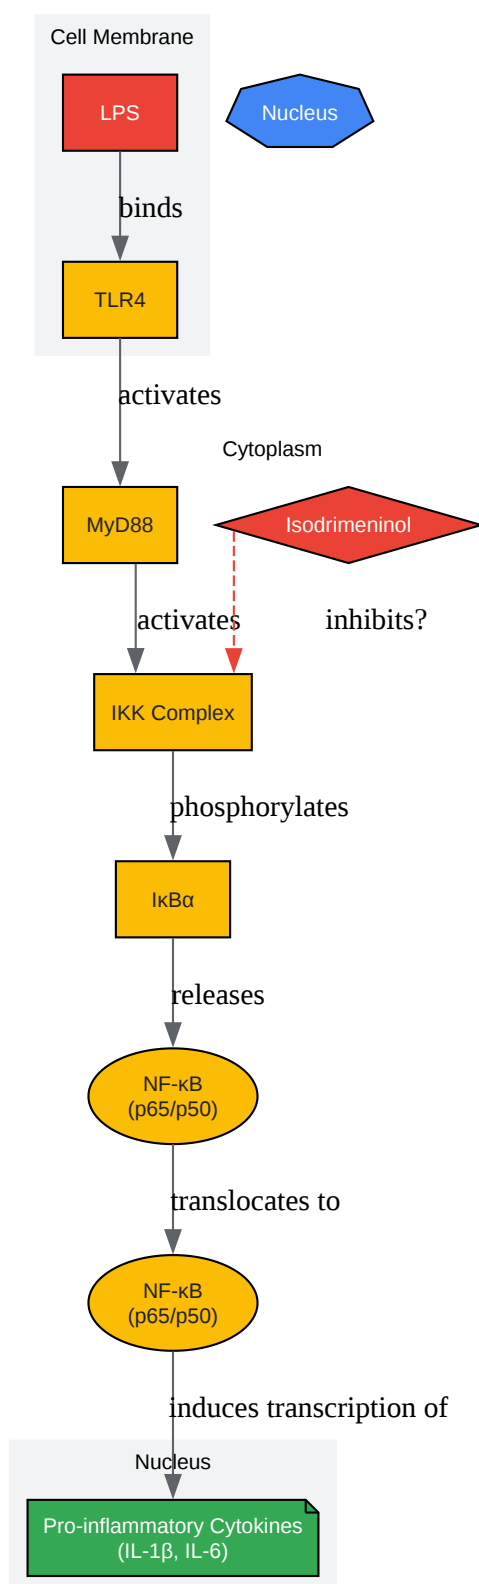 Cell Membrane
LPS
Nucleus
binds
TLR4
activates
Cytoplasm
MyD88
Isodrimeninol
activates
inhibits?
IKK Complex
phosphorylates
IκBα
releases
NF-κB
(p65/p50)
translocates to
NF-κB
(p65/p50)
induces transcription of
Nucleus
Pro-inflammatory Cytokines
(IL-1β, IL-6)